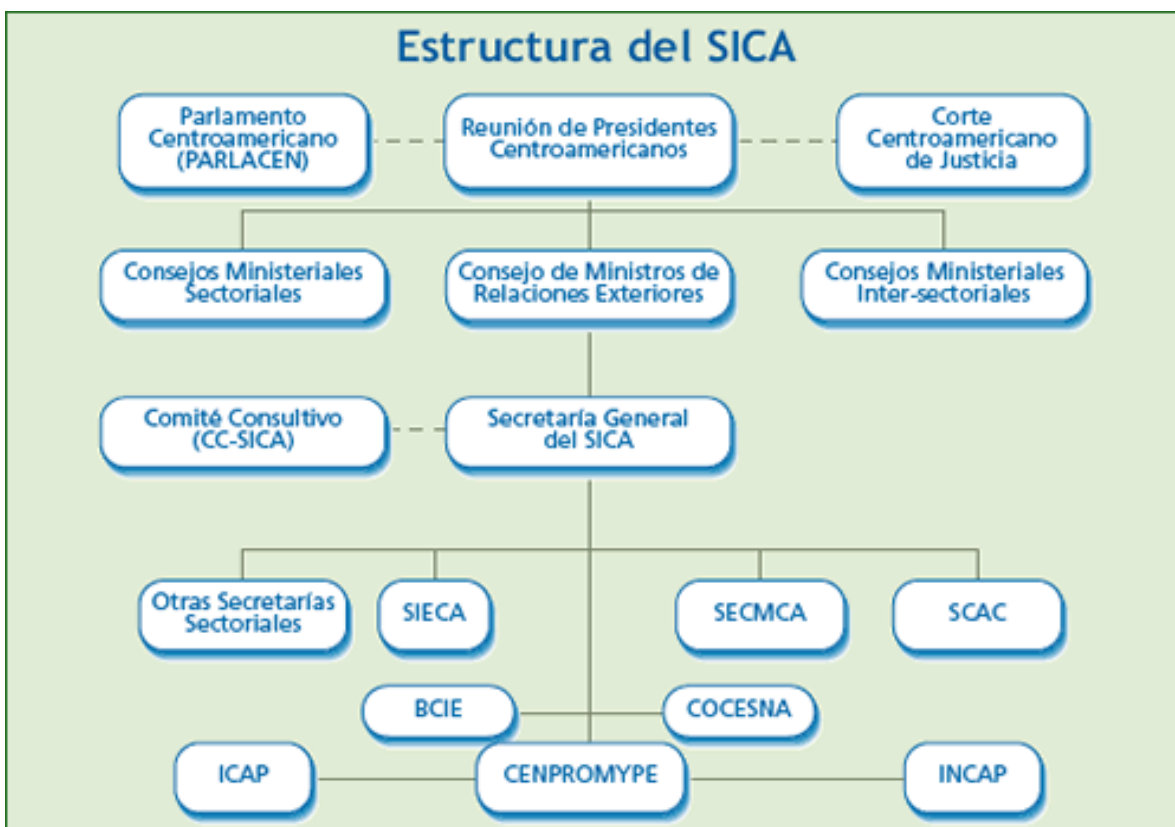 Estructura del SICA
Parlamento
Centroamericano
(PARLACEN)
Reunión de Presidentes
Centroamericanos
Corte
Centroamericano
de Justicia
Consejos Ministeriales
Sectoriales
Consejo de Ministros de
Relaciones Exteriores
Consejos Ministeriales
Inter-sectoriales
Comité Consultivo
(CC-SICA)
Secretaría General
del SICA
Otras Secretarías
Sectoriales
SIECA
SECMCA
SCAC
BCIE
COCESNA
ICAP
CENPROMYPE
INCAP